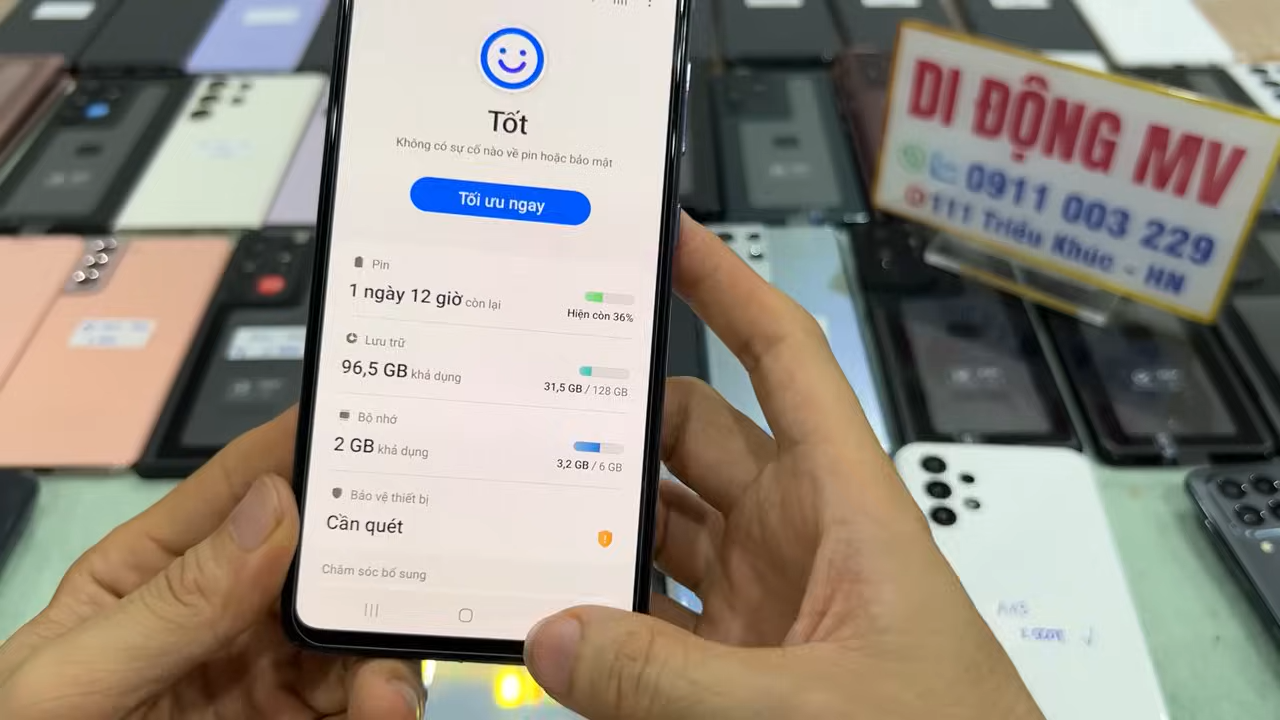 Tốt
Không có sự cố nào về pin hoặc bảo mật
Tối ưu ngay
Pin
1 ngày 12 giờ còn lại
Hiện còn 36%
Lưu trữ
96,5 GB khả dụng
31,5 GB / 128 GB
Bộ nhớ
2 GB khả dụng
3,2 GB / 6 GB
Bảo vệ thiết bị
Cần quét
Chăm sóc bổ sung
DI ĐỘNG MV
0911 003 229
111 Triều Khúc - HN